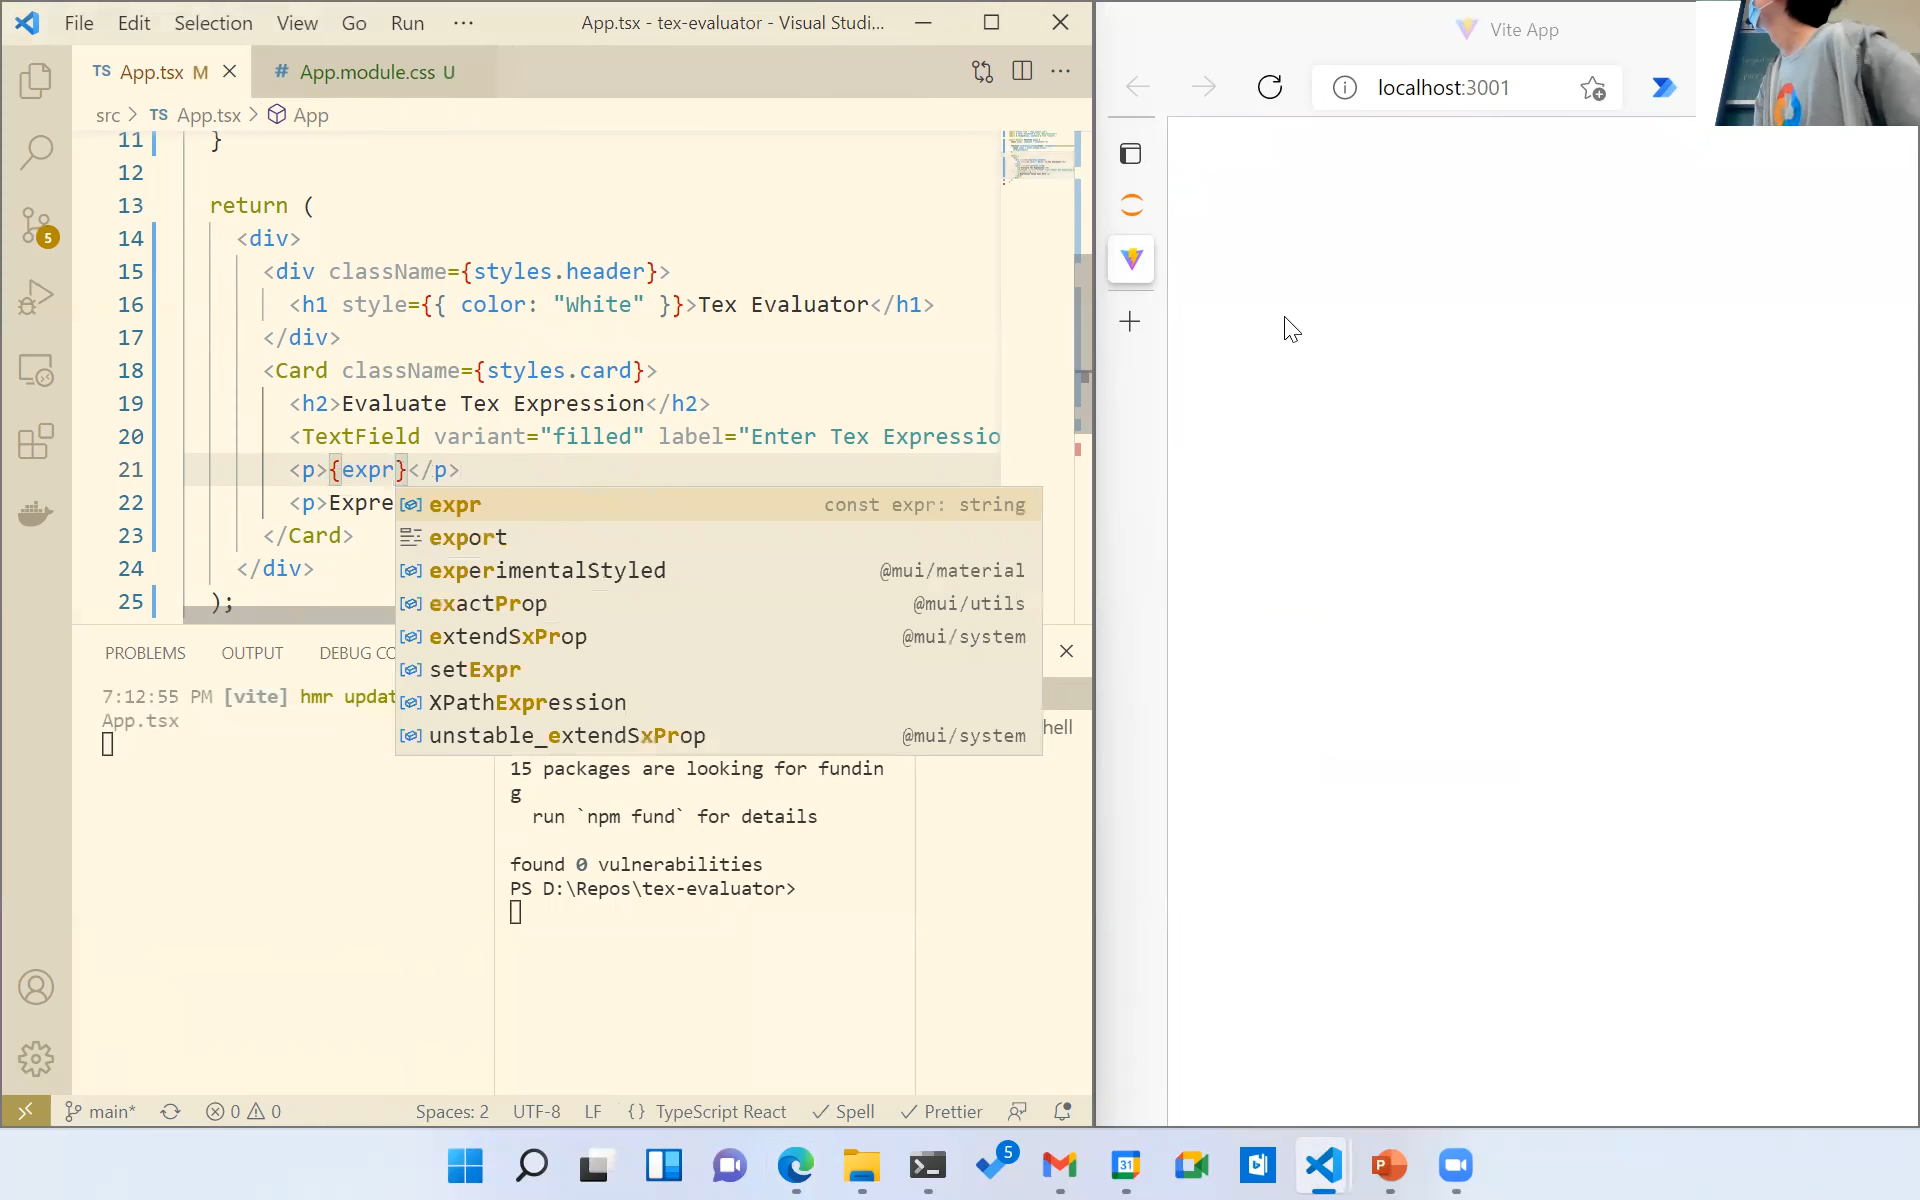 File Edit Selection View Go Run ··· App.tsx - tex-evaluator - Visual Studi...
TS App.tsx M # App.module.css U
src > TS App.tsx > App
11 }
12
13 return (
14 <div>
15 <div className={styles.header}>
16 <h1 style={{ color: "White" }}>Tex Evaluator</h1>
17 </div>
18 <Card className={styles.card}>
19 <h2>Evaluate Tex Expression</h2>
20 <TextField variant="filled" label="Enter Tex Expressio
21 <p>{expr}</p>
22 <p>Expre
23 </Card>
24 </div>
25 );
expr const expr: string
export
experimentalStyled @mui/material
exactProp @mui/utils
extendSxProp @mui/system
setExpr
XPathExpression
unstable_extendSxProp @mui/system
PROBLEMS OUTPUT DEBUG CO
7:12:55 PM [vite] hmr updat
App.tsx
hell
15 packages are looking for fundin
g
run `npm fund` for details
found 0 vulnerabilities
PS D:\Repos\tex-evaluator>
5
main* 0 0 Spaces: 2 UTF-8 LF {} TypeScript React Spell Prettier
Vite App
localhost:3001
5
31
P